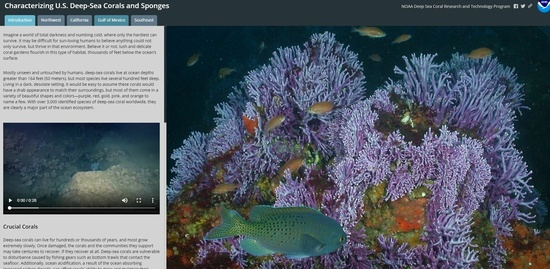 Characterizing U.S. Deep-Sea Corals and Sponges
NOAA Deep Sea Coral Research and Technology Program
Introduction
Northwest
California
Gulf of Mexico
Southeast
Imagine a world of total darkness and numbing cold, where only the hardiest can
survive. It may be difficult for sun-loving humans to believe anything could not
only survive, but thrive in that environment. Believe it or not, lush and delicate
coral gardens flourish in this type of habitat, thousands of feet below the ocean's
surface.
Mostly unseen and untouched by humans, deep-sea corals live at ocean depths
greater than 164 feet (50 meters), but most species live several hundred feet deep.
Living in a dark, desolate setting, it would be easy to assume these corals would
have a drab appearance to match their surroundings, but most of them come in a
variety of beautiful shapes and colors—purple, red, gold, pink, and orange to
name a few. With over 3,000 identified species of deep-sea coral worldwide, they
are clearly a major part of the ocean ecosystem.
0:00 / 0:26
Crucial Corals
Deep-sea corals can live for hundreds or thousands of years, and most grow
extremely slowly. Once damaged, the corals and the communities they support
may take centuries to recover, if they recover at all. Deep-sea corals are vulnerable
to disturbance caused by fishing gears such as bottom trawls that contact the
seafloor. Additionally, ocean acidification, a result of the ocean absorbing